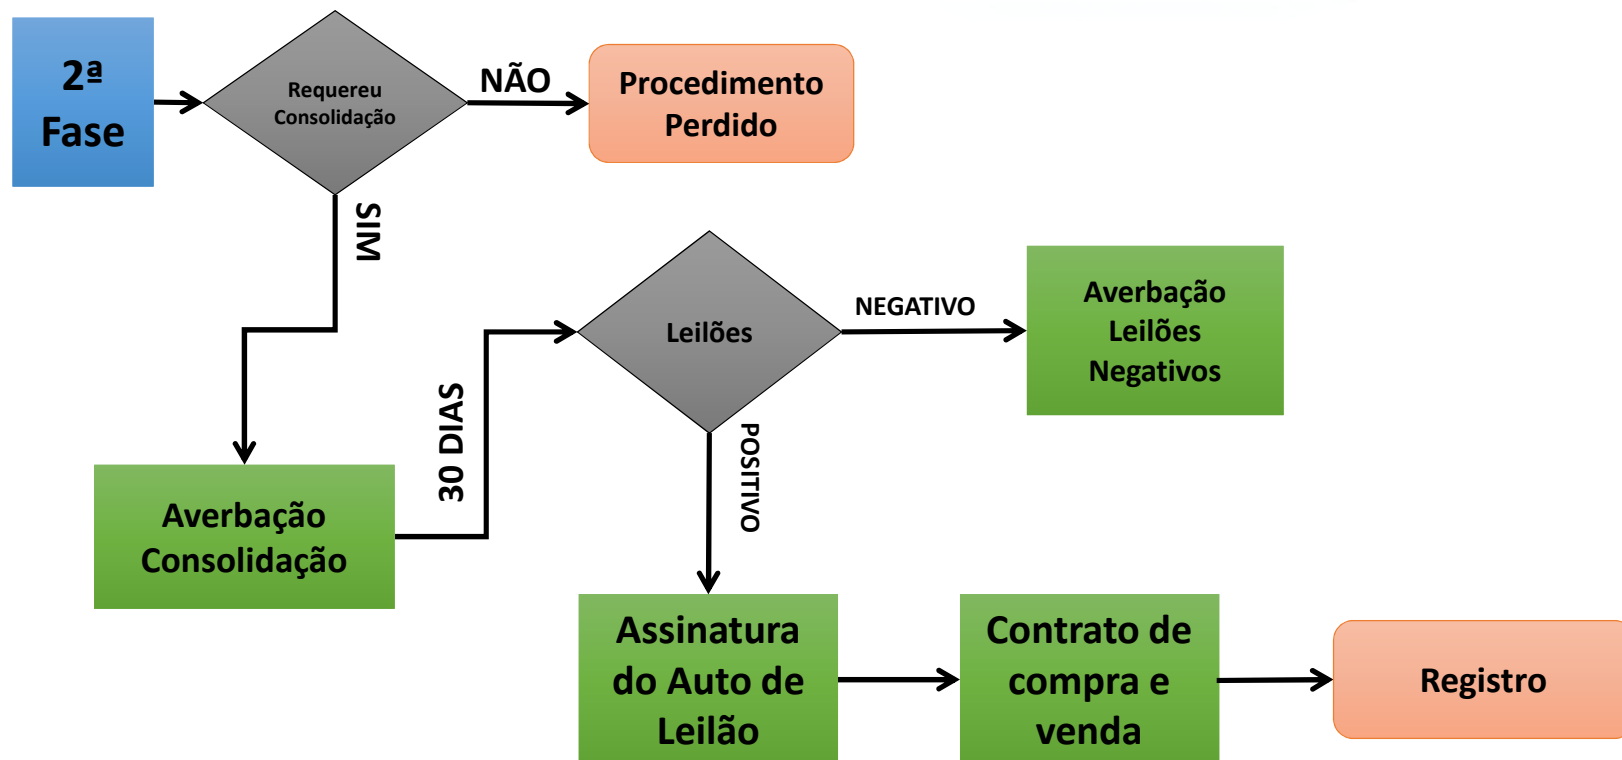 2ª
Fase
Requereu
Consolidação
NÃO
Procedimento
Perdido
SIM
Leilões
NEGATIVO
Averbação
Leilões
Negativos
30 DIAS
POSITIVO
Averbação
Consolidação
Assinatura
do Auto de
Leilão
Contrato de
compra e
venda
Registro